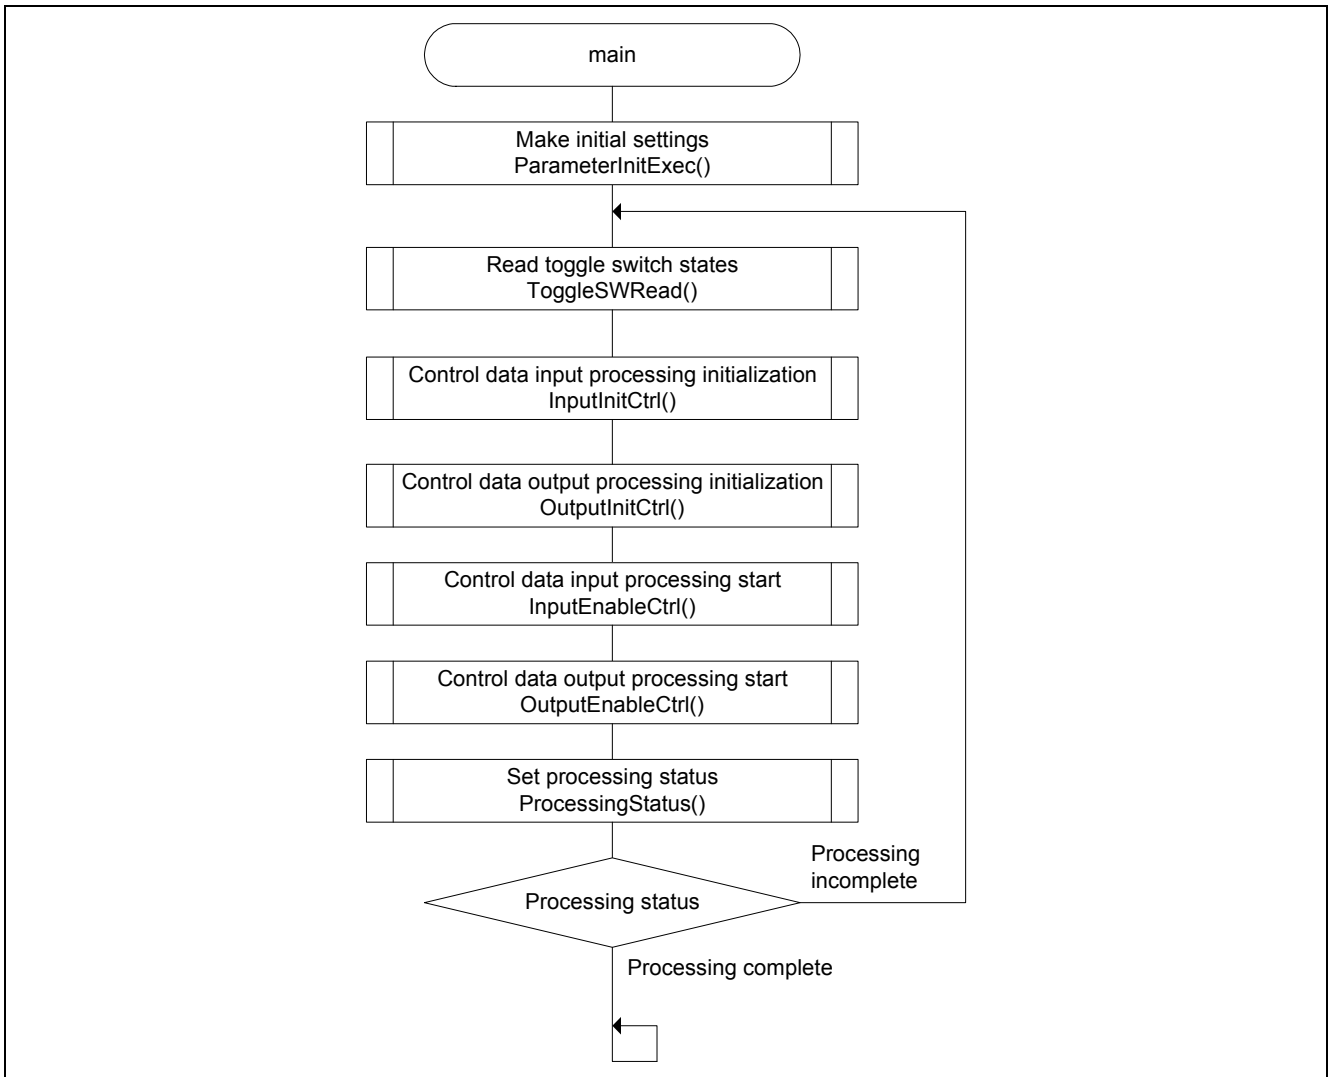 main
Make initial settings
ParameterInitExec()
Read toggle switch states
ToggleSWRead()
Control data input processing initialization
InputInitCtrl()
Control data output processing initialization
OutputInitCtrl()
Control data input processing start
InputEnableCtrl()
Control data output processing start
OutputEnableCtrl()
Set processing status
ProcessingStatus()
Processing
incomplete
Processing status
Processing complete